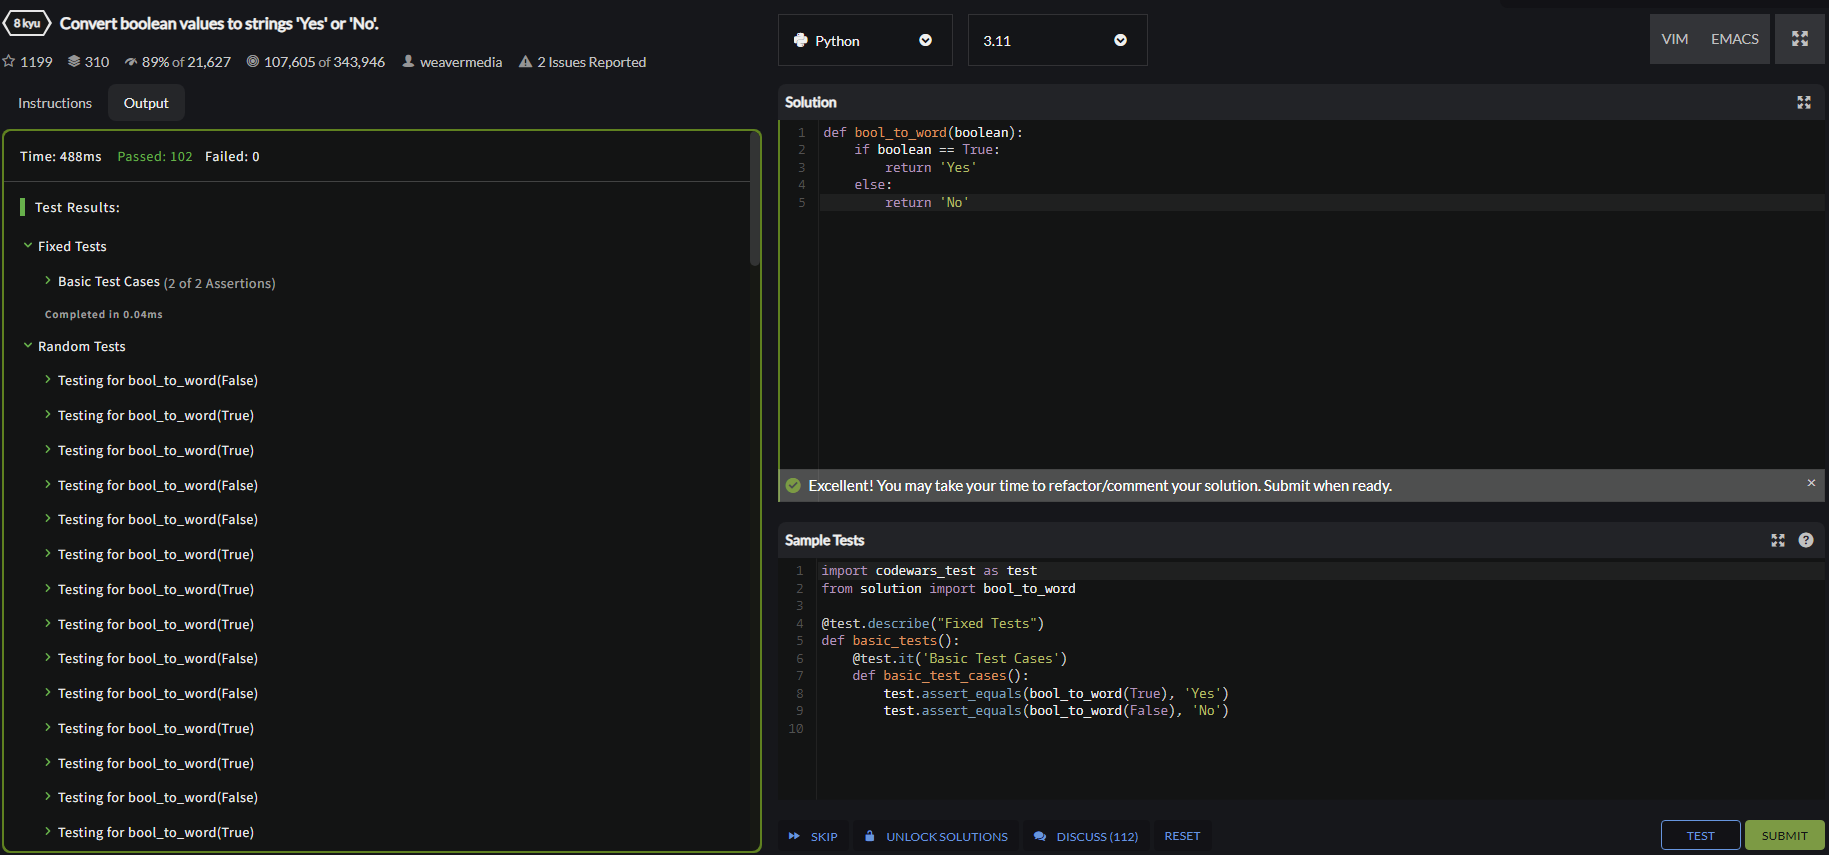 8 kyu
Convert boolean values to strings 'Yes' or 'No'.
1199 310 89% of 21,627 107,605 of 343,946 weavermedia 2 Issues Reported
Instructions Output
Time: 488ms Passed: 102 Failed: 0
Test Results:
Fixed Tests
Basic Test Cases (2 of 2 Assertions)
Completed in 0.04ms
Random Tests
Testing for bool_to_word(False)
Testing for bool_to_word(True)
Testing for bool_to_word(True)
Testing for bool_to_word(False)
Testing for bool_to_word(False)
Testing for bool_to_word(True)
Testing for bool_to_word(True)
Testing for bool_to_word(True)
Testing for bool_to_word(False)
Testing for bool_to_word(False)
Testing for bool_to_word(True)
Testing for bool_to_word(True)
Testing for bool_to_word(False)
Testing for bool_to_word(True)
Python 3.11 VIM EMACS
Solution
1 def bool_to_word(boolean):
2     if boolean == True:
3         return 'Yes'
4     else:
5         return 'No'
Excellent! You may take your time to refactor/comment your solution. Submit when ready. ×
Sample Tests ?
1 import codewars_test as test
2 from solution import bool_to_word
3
4 @test.describe("Fixed Tests")
5 def basic_tests():
6     @test.it('Basic Test Cases')
7     def basic_test_cases():
8         test.assert_equals(bool_to_word(True), 'Yes')
9         test.assert_equals(bool_to_word(False), 'No')
10
SKIP UNLOCK SOLUTIONS DISCUSS (112) RESET TEST SUBMIT